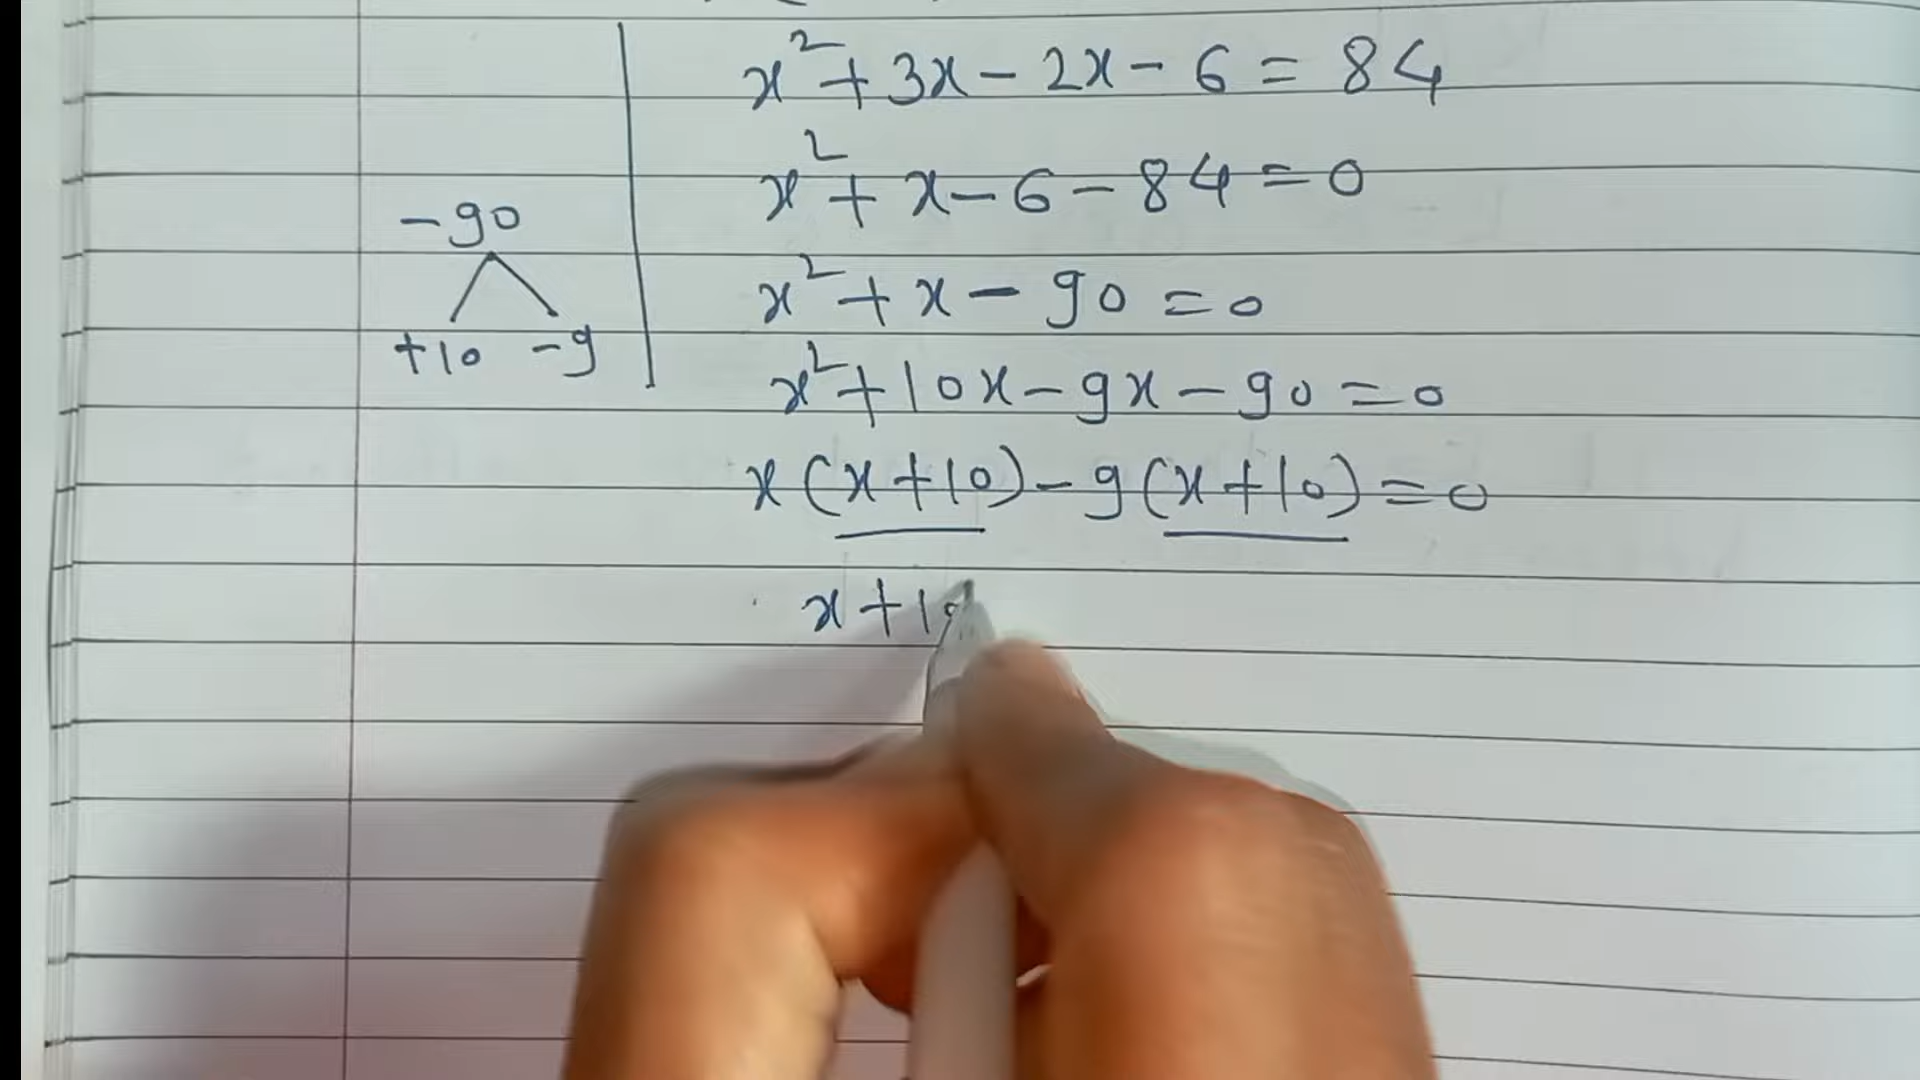 x² + 3x - 2x - 6 = 84
x² + x - 6 - 84 = 0
-90
x² + x - 90 = 0
+10 -9
x² + 10x - 9x - 90 = 0
x (x + 10) - 9 (x + 10) = 0
x + 10